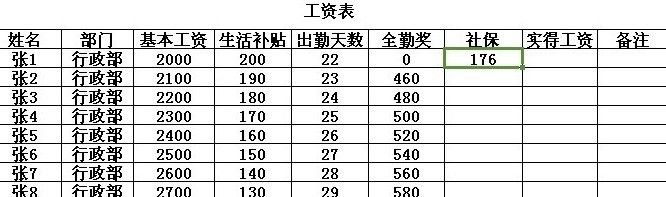 工资表
姓名 部门 基本工资 生活补贴 出勤天数 全勤奖 社保 实得工资 备注
张1 行政部 2000 200 22 0 176
张2 行政部 2100 190 23 460
张3 行政部 2200 180 24 480
张4 行政部 2300 170 25 500
张5 行政部 2400 160 26 520
张6 行政部 2500 150 27 540
张7 行政部 2600 140 28 560
张8 行政部 2700 130 29 580